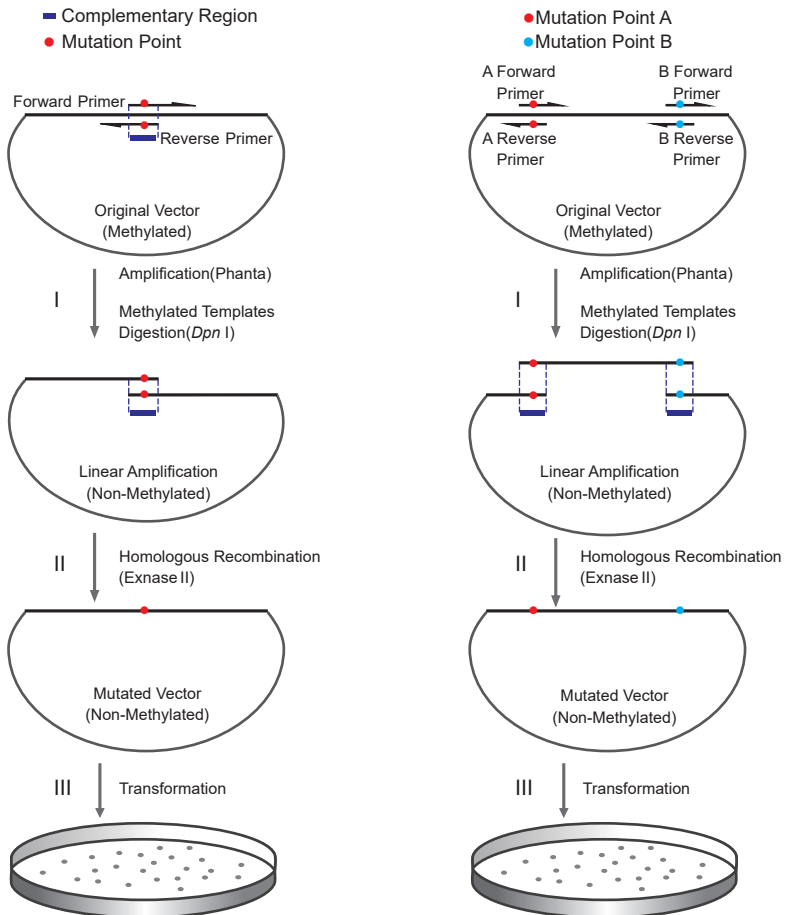 Complementary Region
Mutation Point
Forward Primer
Reverse Primer
Original Vector
(Methylated)
I
Amplification(Phanta)
Methylated Templates
Digestion(Dpn I)
Linear Amplification
(Non-Methylated)
II
Homologous Recombination
(Exnase II)
Mutated Vector
(Non-Methylated)
III
Transformation
Mutation Point A
Mutation Point B
A Forward
Primer
B Forward
Primer
A Reverse
Primer
B Reverse
Primer
Original Vector
(Methylated)
I
Amplification(Phanta)
Methylated Templates
Digestion(Dpn I)
Linear Amplification
(Non-Methylated)
II
Homologous Recombination
(Exnase II)
Mutated Vector
(Non-Methylated)
III
Transformation